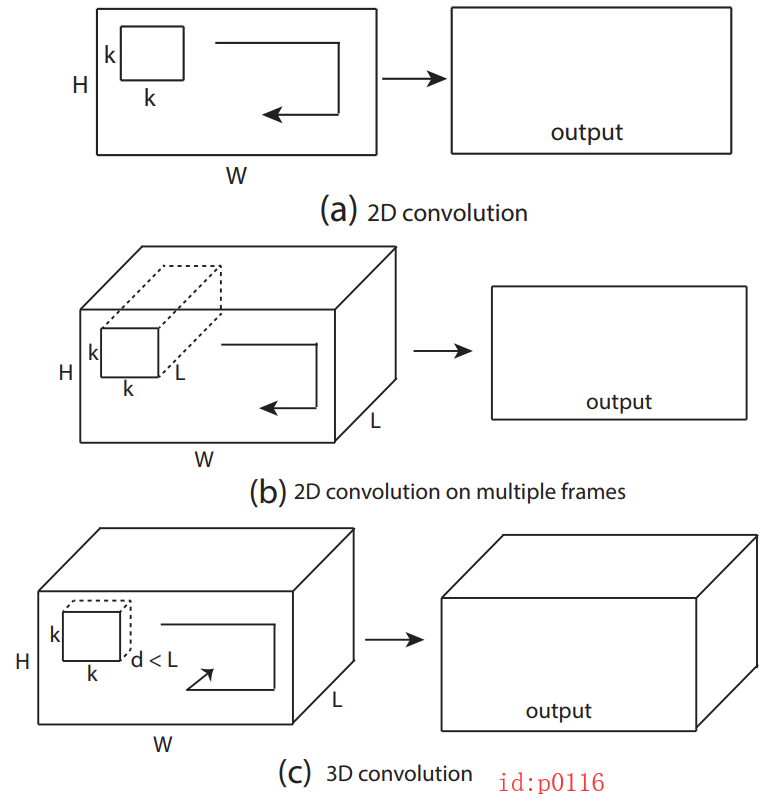 k
H
k
output
W
(a) 2D convolution
k
H
L
k
output
L
W
(b) 2D convolution on multiple frames
k
H
d < L
k
L
output
W
(c) 3D convolution
id:p0116